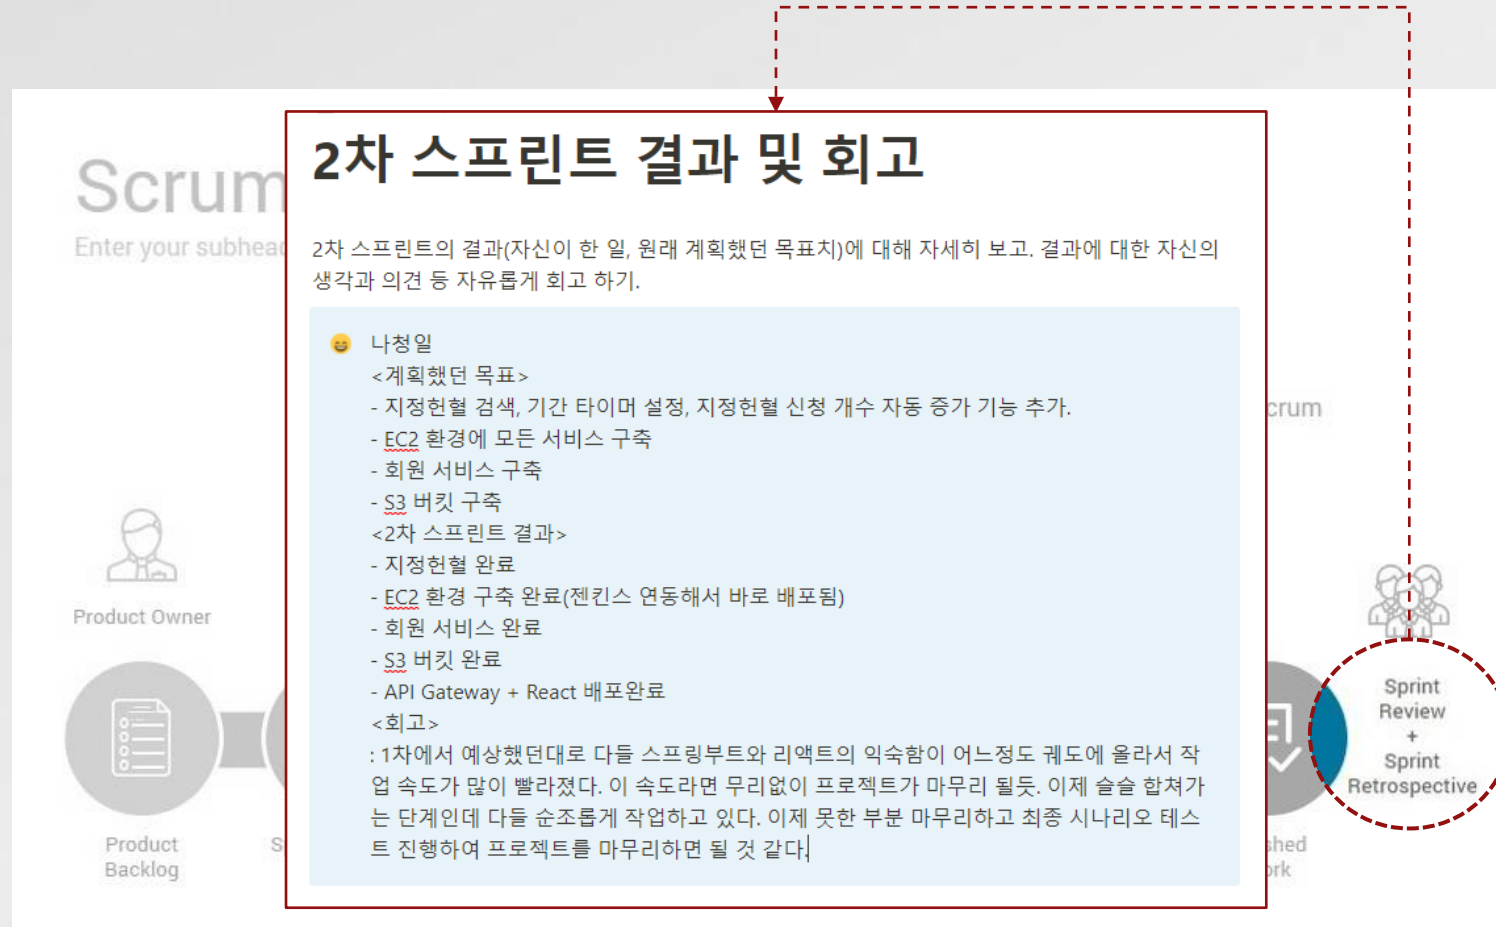 Scrum
Enter your subhead
2차 스프린트 결과 및 회고
2차 스프린트의 결과(자신이 한 일, 원래 계획했던 목표치)에 대해 자세히 보고. 결과에 대한 자신의
생각과 의견 등 자유롭게 회고 하기.
나청일
<계획했던 목표>
- 지정헌혈 검색, 기간 타이머 설정, 지정헌혈 신청 개수 자동 증가 기능 추가.
- EC2 환경에 모든 서비스 구축
- 회원 서비스 구축
- S3 버킷 구축
<2차 스프린트 결과>
- 지정헌혈 완료
- EC2 환경 구축 완료(젠킨스 연동해서 바로 배포됨)
- 회원 서비스 완료
- S3 버킷 완료
- API Gateway + React 배포완료
<회고>
: 1차에서 예상했던대로 다들 스프링부트와 리액트의 익숙함이 어느정도 궤도에 올라서 작
업 속도가 많이 빨라졌다. 이 속도라면 무리없이 프로젝트가 마무리 될듯. 이제 슬슬 합쳐가
는 단계인데 다들 순조롭게 작업하고 있다. 이제 못한 부분 마무리하고 최종 시나리오 테스
트 진행하여 프로젝트를 마무리하면 될 것 같다.
crum
Product Owner
Product
Backlog
S
shed
ork
Sprint
Review
+
Sprint
Retrospective